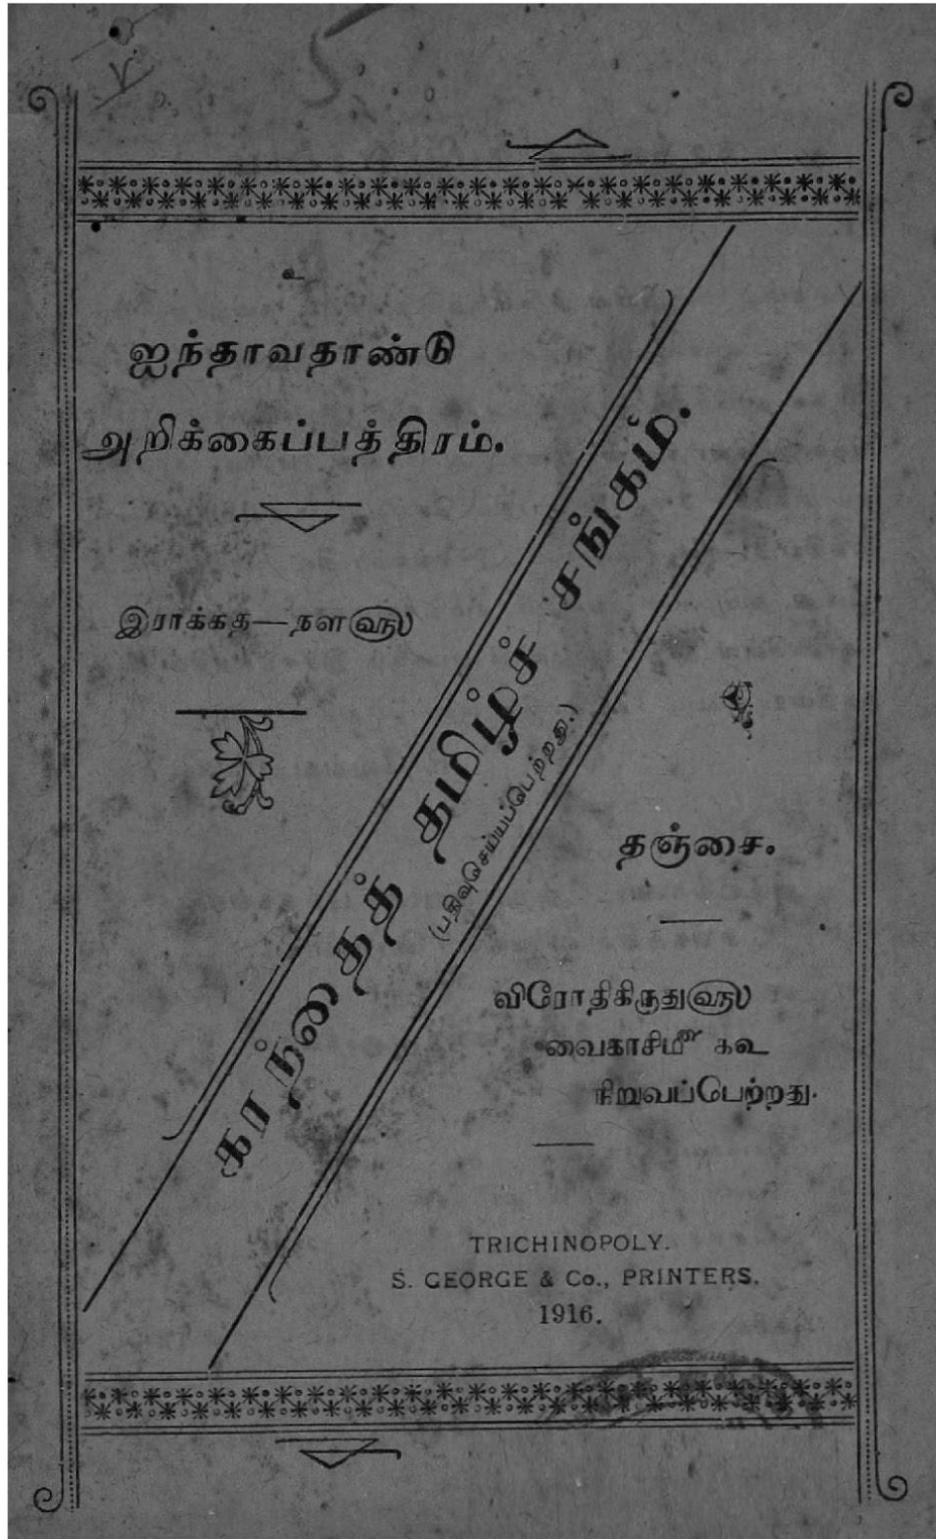 உ
ஐந்தாவதாண்டு
அறிக்கைப்பத்திரம்.
இராக்கத—நள௵
கரந்தைத் தமிழ்ச் சங்கம்.
(பதிவுசெய்யப்பெற்றது.)
தஞ்சை.
விரோதிகிருது௵
வைகாசி௴ கஉ
நிறுவப்பெற்றது.
TRICHINOPOLY.
S. GEORGE & Co., PRINTERS.
1916.